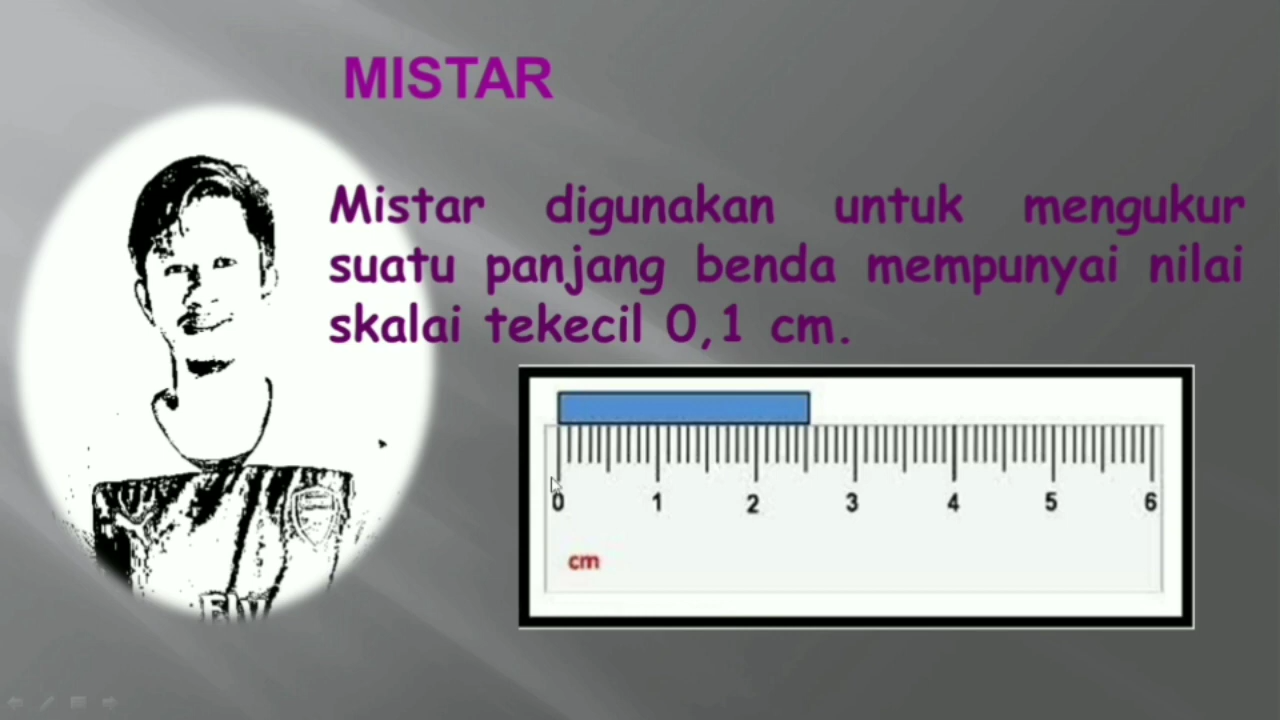 MISTAR
Mistar digunakan untuk mengukur
suatu panjang benda mempunyai nilai
skalai tekecil 0,1 cm.
0 1 2 3 4 5 6
cm
Fly